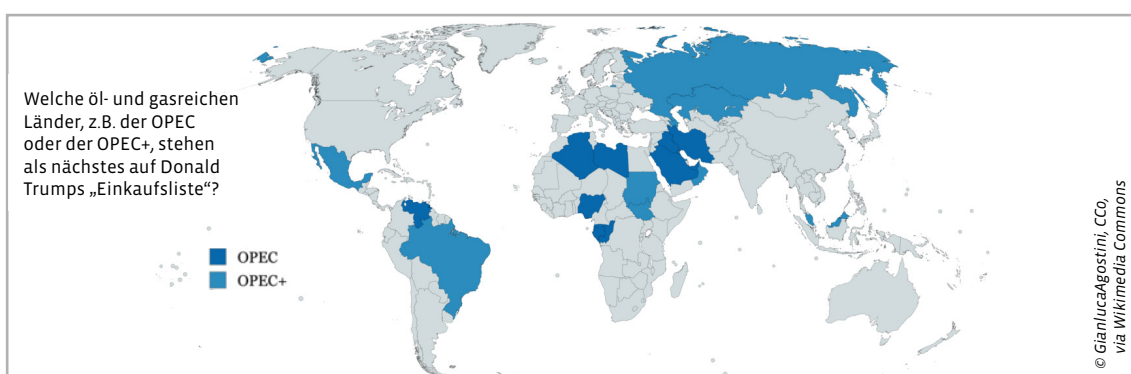 Welche öl- und gasreichen
Länder, z.B. der OPEC
oder der OPEC+, stehen
als nächstes auf Donald
Trumps „Einkaufsliste“?
OPEC
OPEC+
© GianlucaAgostini, CCo,
via Wikimedia Commons